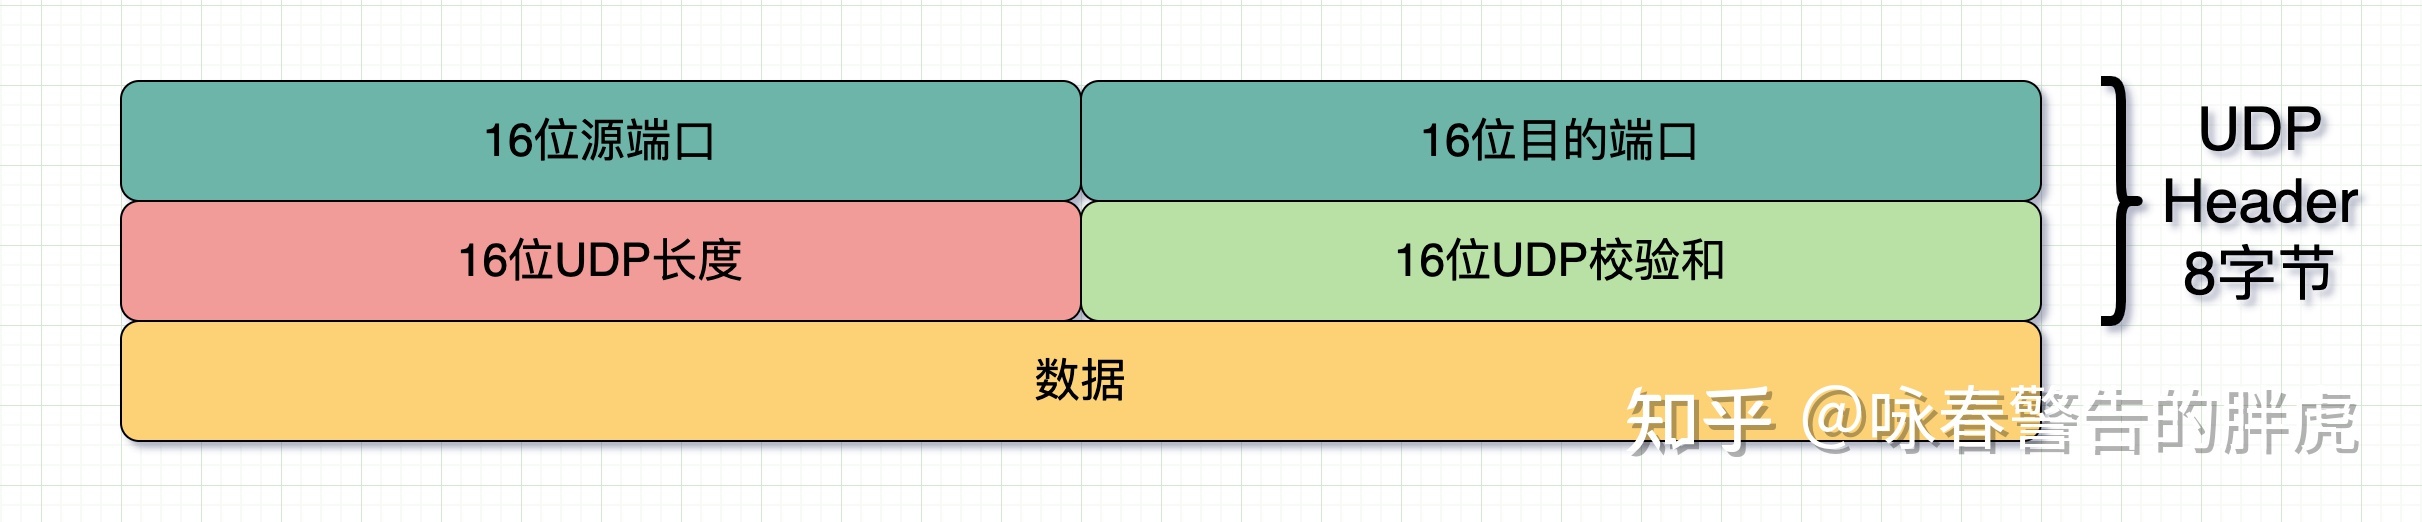 16位源端口
16位目的端口
UDP
Header
8字节
16位UDP长度
16位UDP校验和
数据
知乎 @咏春警告的胖虎